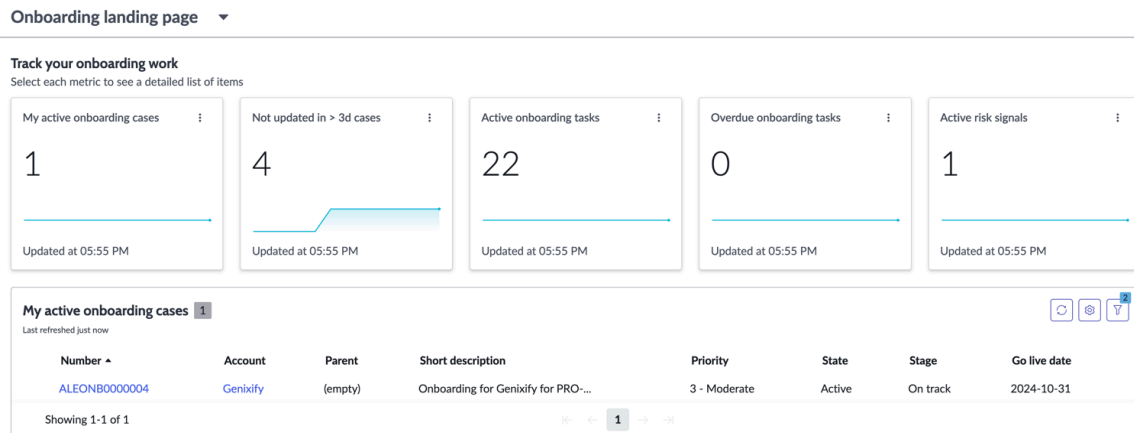 Onboarding landing page
Track your onboarding work
Select each metric to see a detailed list of items
My active onboarding cases
1
Updated at 05:55 PM
Not updated in > 3d cases
4
Updated at 05:55 PM
Active onboarding tasks
22
Updated at 05:55 PM
Overdue onboarding tasks
0
Updated at 05:55 PM
Active risk signals
1
Updated at 05:55 PM
My active onboarding cases 1
2
Last refreshed just now
Number Account Parent Short description Priority State Stage Go live date
ALEONB0000004 Genixify (empty) Onboarding for Genixify for PRO-... 3 - Moderate Active On track 2024-10-31
Showing 1-1 of 1 1